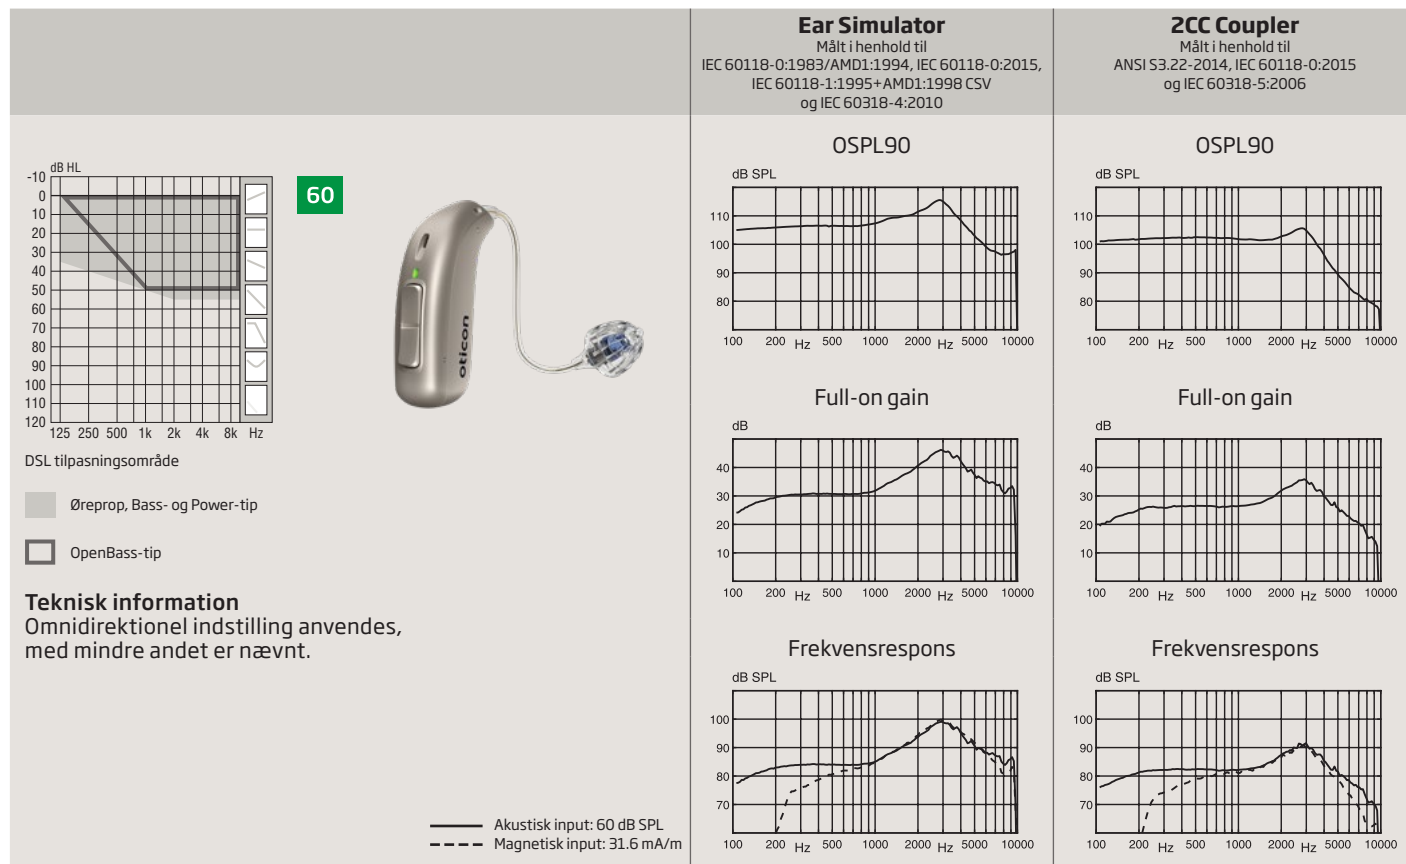 Ear Simulator
Målt i henhold til
IEC 60118-0:1983/AMD1:1994, IEC 60118-0:2015,
IEC 60118-1:1995+AMD1:1998 CSV
og IEC 60318-4:2010
2CC Coupler
Målt i henhold til
ANSI S3.22-2014, IEC 60118-0:2015
og IEC 60318-5:2006
dB HL
-10
0
10
20
30
40
50
60
70
80
90
100
110
120
125 250 500 1k 2k 4k 8k Hz
60
oticon
DSL tilpasningsområde
Øreprop, Bass- og Power-tip
OpenBass-tip
Teknisk information
Omnidirektionel indstilling anvendes,
med mindre andet er nævnt.
Akustisk input: 60 dB SPL
Magnetisk input: 31.6 mA/m
OSPL90
dB SPL
110
100
90
80
100 200 Hz 500 1000 2000 Hz 5000 10000
Full-on gain
dB
40
30
20
10
100 200 Hz 500 1000 2000 Hz 5000 10000
Frekvensrespons
dB SPL
100
90
80
70
100 200 Hz 500 1000 2000 Hz 5000 10000
OSPL90
dB SPL
110
100
90
80
100 200 Hz 500 1000 2000 Hz 5000 10000
Full-on gain
dB
40
30
20
10
100 200 Hz 500 1000 2000 Hz 5000 10000
Frekvensrespons
dB SPL
100
90
80
70
100 200 Hz 500 1000 2000 Hz 5000 10000